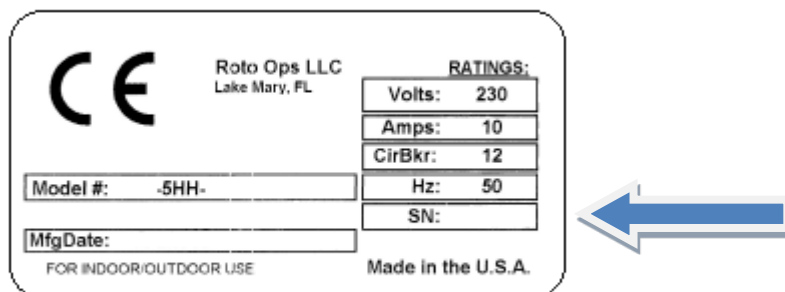 CE
Roto Ops LLC
Lake Mary, FL
RATINGS:
Volts: 230
Amps: 10
CirBkr: 12
Model #: -5HH-
Hz: 50
SN:
MfgDate:
FOR INDOOR/OUTDOOR USE
Made in the U.S.A.